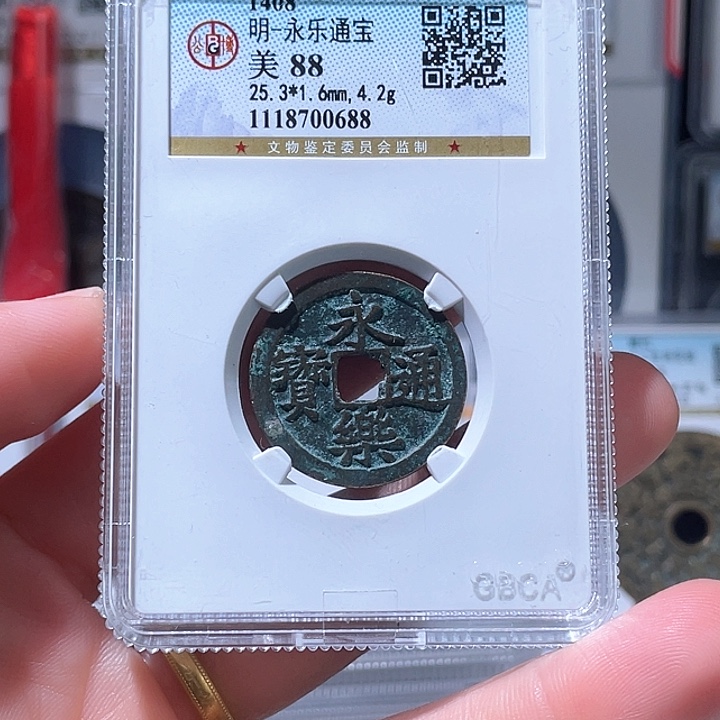 1408
明-永乐通宝
美 88
25.3*1.6mm,4.2g
1118700688
★ 文物鉴定委员会监制 ★
永樂通寶
GBCA